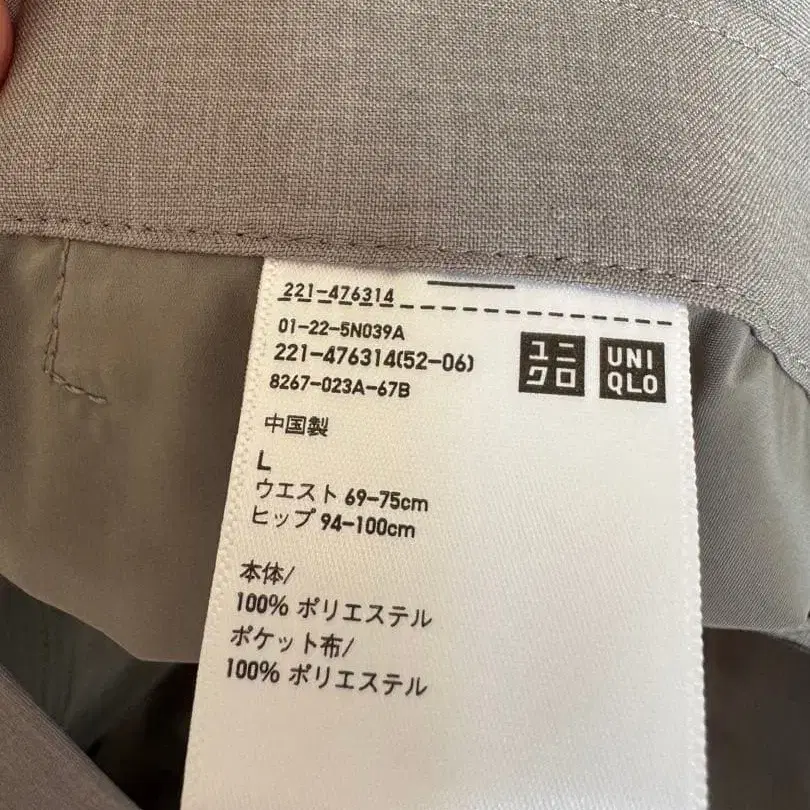 221-476314
01-22-5N039A
221-476314(52-06)
8267-023A-67B
ユニ
クロ
UNI
QLO
中国製
L
ウエスト 69-75cm
ヒップ 94-100cm
本体/
100% ポリエステル
ポケット布/
100% ポリエステル